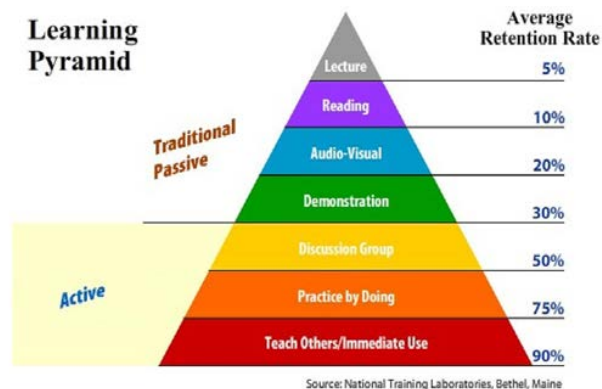 Learning
Pyramid
Average
Retention Rate
Lecture
5%
Reading
10%
Traditional
Passive
Audio-Visual
20%
Demonstration
30%
Discussion Group
50%
Active
Practice by Doing
75%
Teach Others/Immediate Use
90%
Source: National Training Laboratories, Bethel, Maine